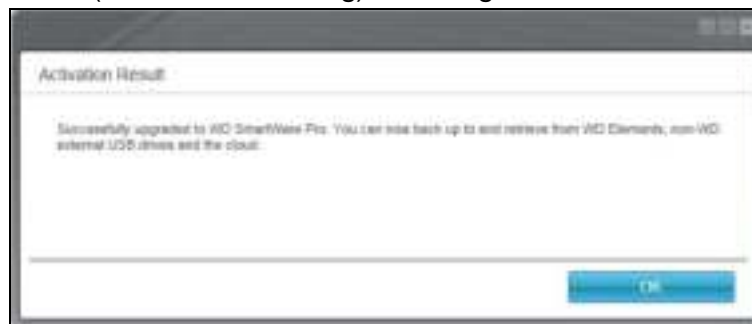 Activation Result
Successfully upgraded to WD SmartWare Pro. You can now back up to and retrieve from WD Elements, non-WD
external USB drives and the cloud.
OK